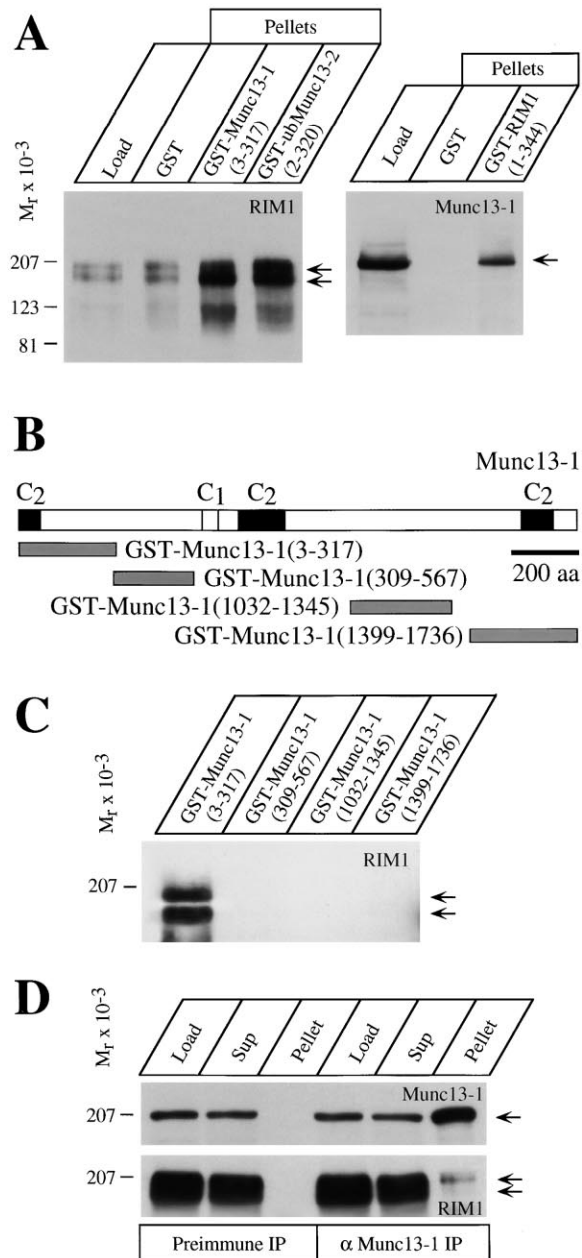 A
Pellets
Pellets
Load
GST
GST-Munc13-1
(3-317)
GST-ubMunc13-2
(2-320)
Load
GST
GST-RIM1
(1-344)
Mr x 10-3
RIM1
Munc13-1
207
123
81
B
Munc13-1
C2
C1
C2
C2
GST-Munc13-1(3-317)
200 aa
GST-Munc13-1(309-567)
GST-Munc13-1(1032-1345)
GST-Munc13-1(1399-1736)
C
GST-Munc13-1
(3-317)
GST-Munc13-1
(309-567)
GST-Munc13-1
(1032-1345)
GST-Munc13-1
(1399-1736)
Mr x 10-3
RIM1
207
D
Mr x 10-3
Load
Sup
Pellet
Load
Sup
Pellet
Munc13-1
207
207
RIM1
Preimmune IP
α Munc13-1 IP